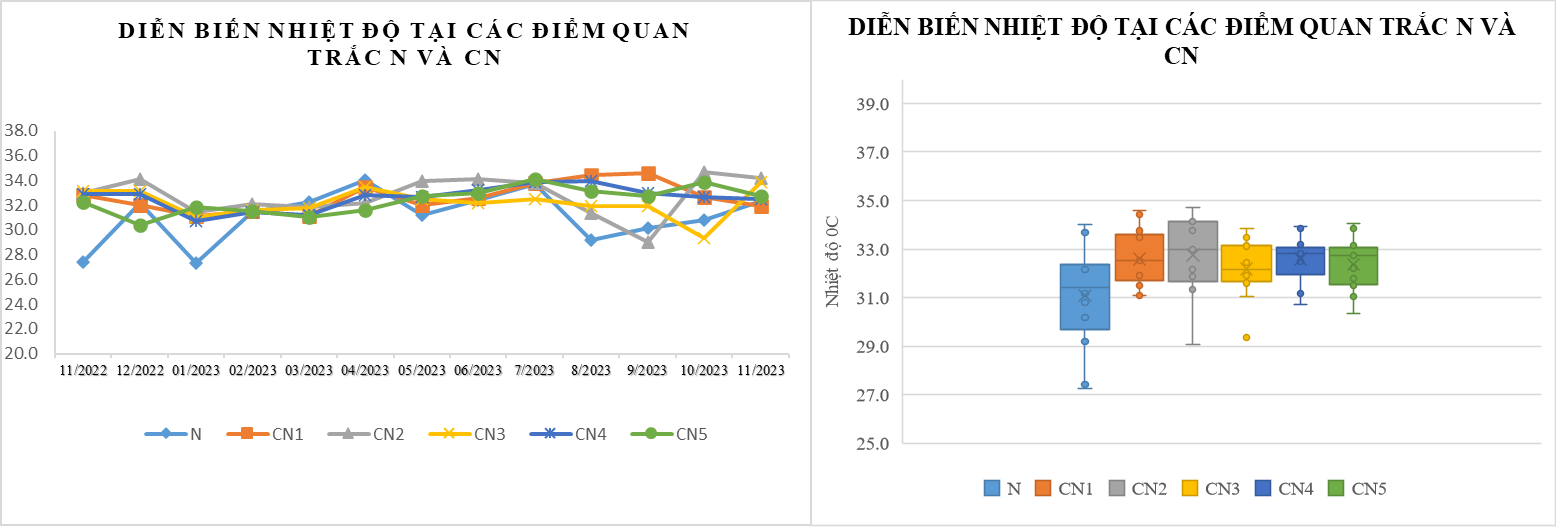 DIỄN BIẾN NHIỆT ĐỘ TẠI CÁC ĐIỂM QUAN
TRẮC N VÀ CN
38.0
36.0
34.0
32.0
30.0
28.0
26.0
24.0
22.0
20.0
11/2022 12/2022 01/2023 02/2023 03/2023 04/2023 05/2023 06/2023 7/2023 8/2023 9/2023 10/2023 11/2023
N CN1 CN2 CN3 CN4 CN5
DIỄN BIẾN NHIỆT ĐỘ TẠI CÁC ĐIỂM QUAN TRẮC N VÀ
CN
Nhiệt độ 0C
39.0
37.0
35.0
33.0
31.0
29.0
27.0
25.0
N CN1 CN2 CN3 CN4 CN5